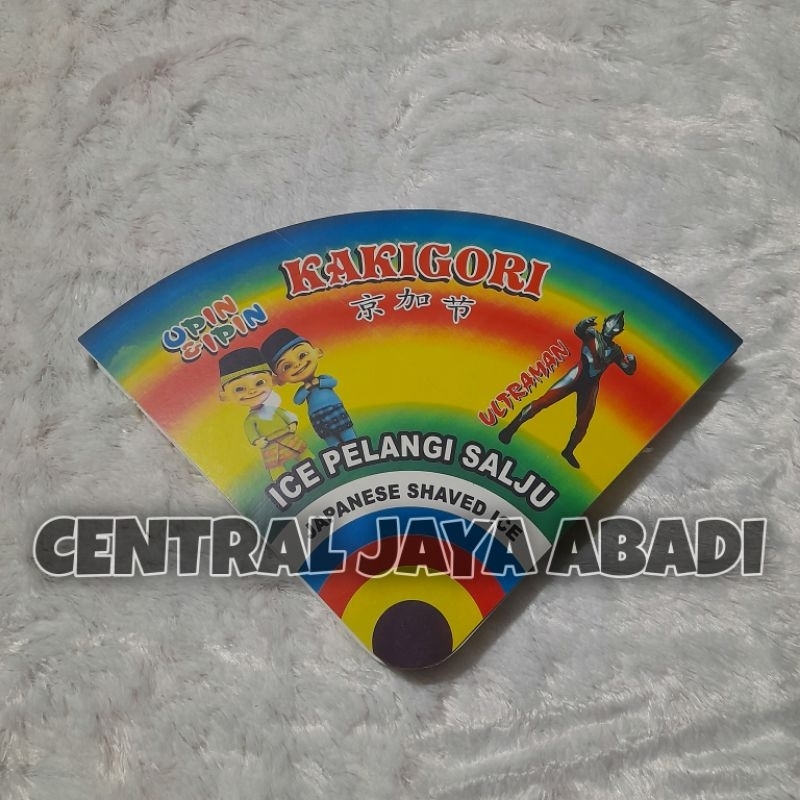 KAKIGORI
京加节
UPIN
& IPIN
ULTRAMAN
ICE PELANGI SALJU
JAPANESE SHAVED ICE
CENTRAL JAYA ABADI